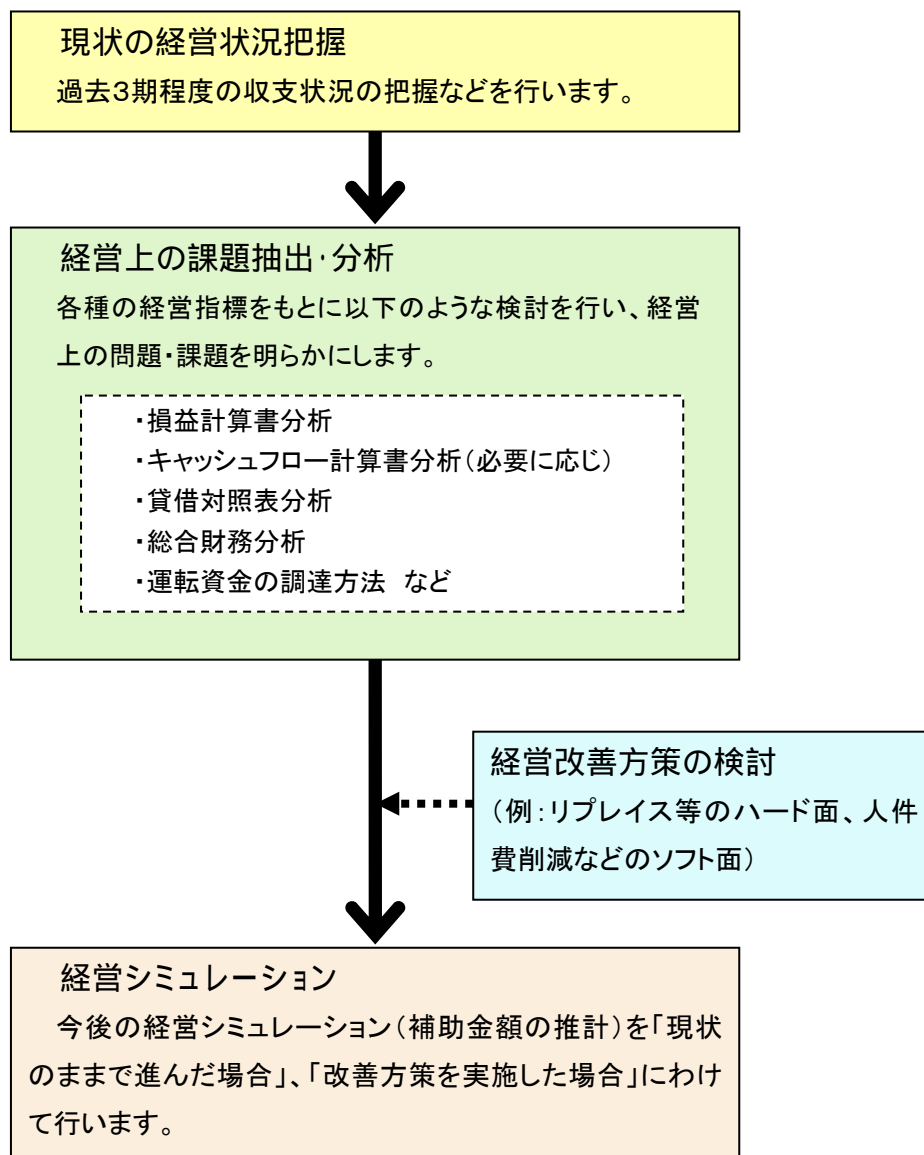 現状の経営状況把握
過去３期程度の収支状況の把握などを行います。
経営上の課題抽出・分析
各種の経営指標をもとに以下のような検討を行い、経営
上の問題・課題を明らかにします。
・損益計算書分析
・キャッシュフロー計算書分析（必要に応じ）
・貸借対照表分析
・総合財務分析
・運転資金の調達方法　など
経営改善方策の検討
（例：リプレイス等のハード面、人件
費削減などのソフト面）
経営シミュレーション
今後の経営シミュレーション（補助金額の推計）を「現状
のままで進んだ場合」、「改善方策を実施した場合」にわけ
て行います。